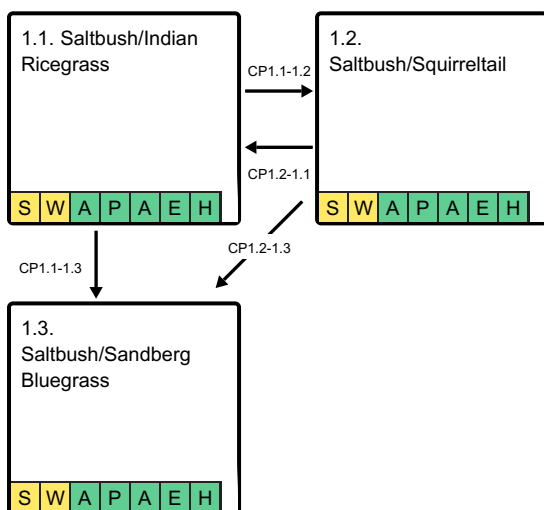 1.1. Saltbush/Indian
Ricegrass
1.2.
Saltbush/Squirreltail
CP1.1-1.2
CP1.2-1.1
S W A P A E H
S W A P A E H
CP1.2-1.3
CP1.1-1.3
1.3.
Saltbush/Sandberg
Bluegrass
S W A P A E H